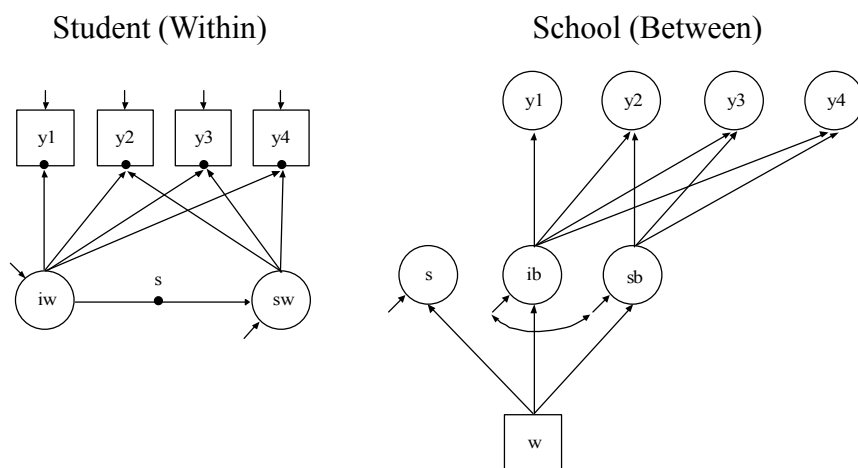 Student (Within) School (Between)
y1 y2 y3 y4
y1 y2 y3 y4
s
s ib sb
iw sw
w